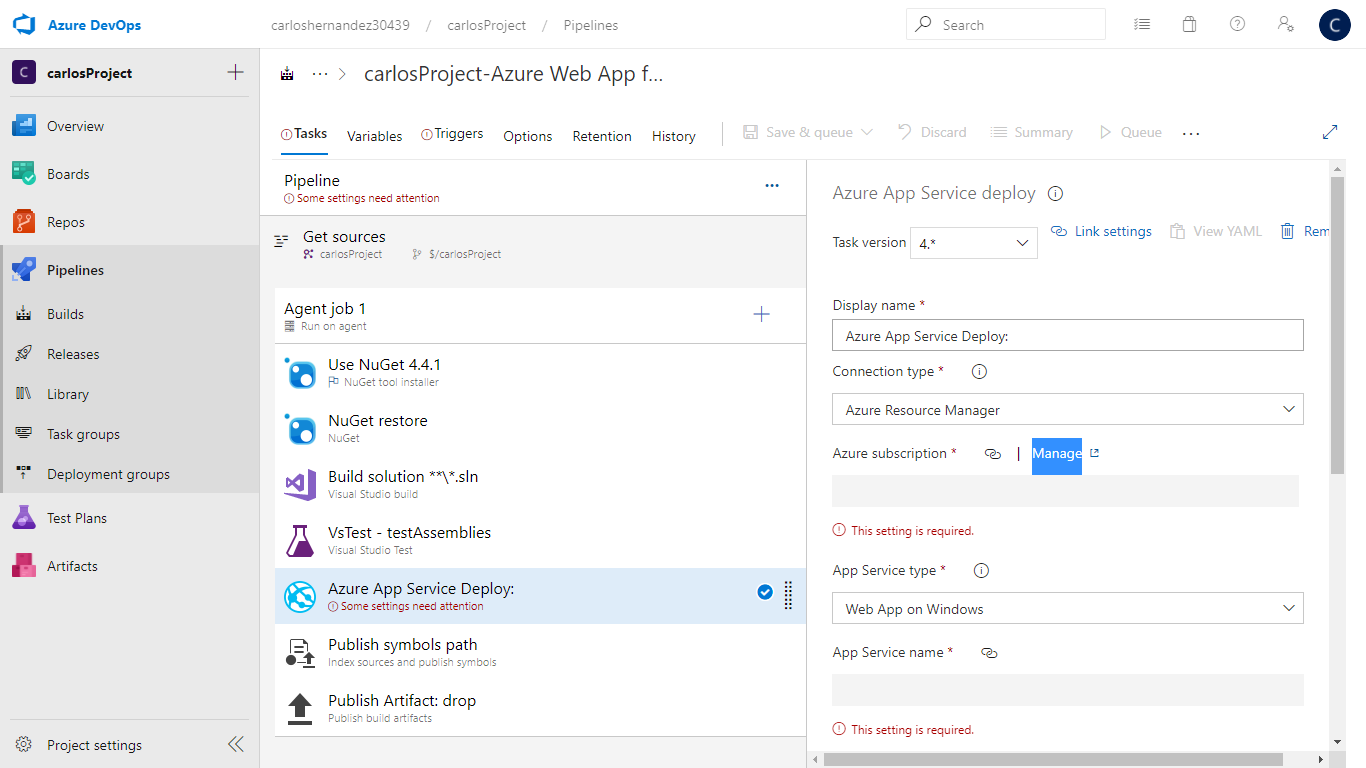 Azure DevOps
carloshernandez30439 / carlosProject / Pipelines
Search
C
C carlosProject
Overview
Boards
Repos
Pipelines
Builds
Releases
Library
Task groups
Deployment groups
Test Plans
Artifacts
Project settings
··· > carlosProject-Azure Web App f...
Tasks Variables Triggers Options Retention History
Save & queue Discard Summary Queue ...
Pipeline
Some settings need attention
Get sources
carlosProject $/carlosProject
Agent job 1
Run on agent
Use NuGet 4.4.1
NuGet tool installer
NuGet restore
NuGet
Build solution **\*.sln
Visual Studio build
VsTest - testAssemblies
Visual Studio Test
Azure App Service Deploy:
Some settings need attention
Publish symbols path
Index sources and publish symbols
Publish Artifact: drop
Publish build artifacts
Azure App Service deploy
Task version 4.* Link settings View YAML Rem
Display name *
Azure App Service Deploy:
Connection type *
Azure Resource Manager
Azure subscription * | Manage
This setting is required.
App Service type *
Web App on Windows
App Service name *
This setting is required.